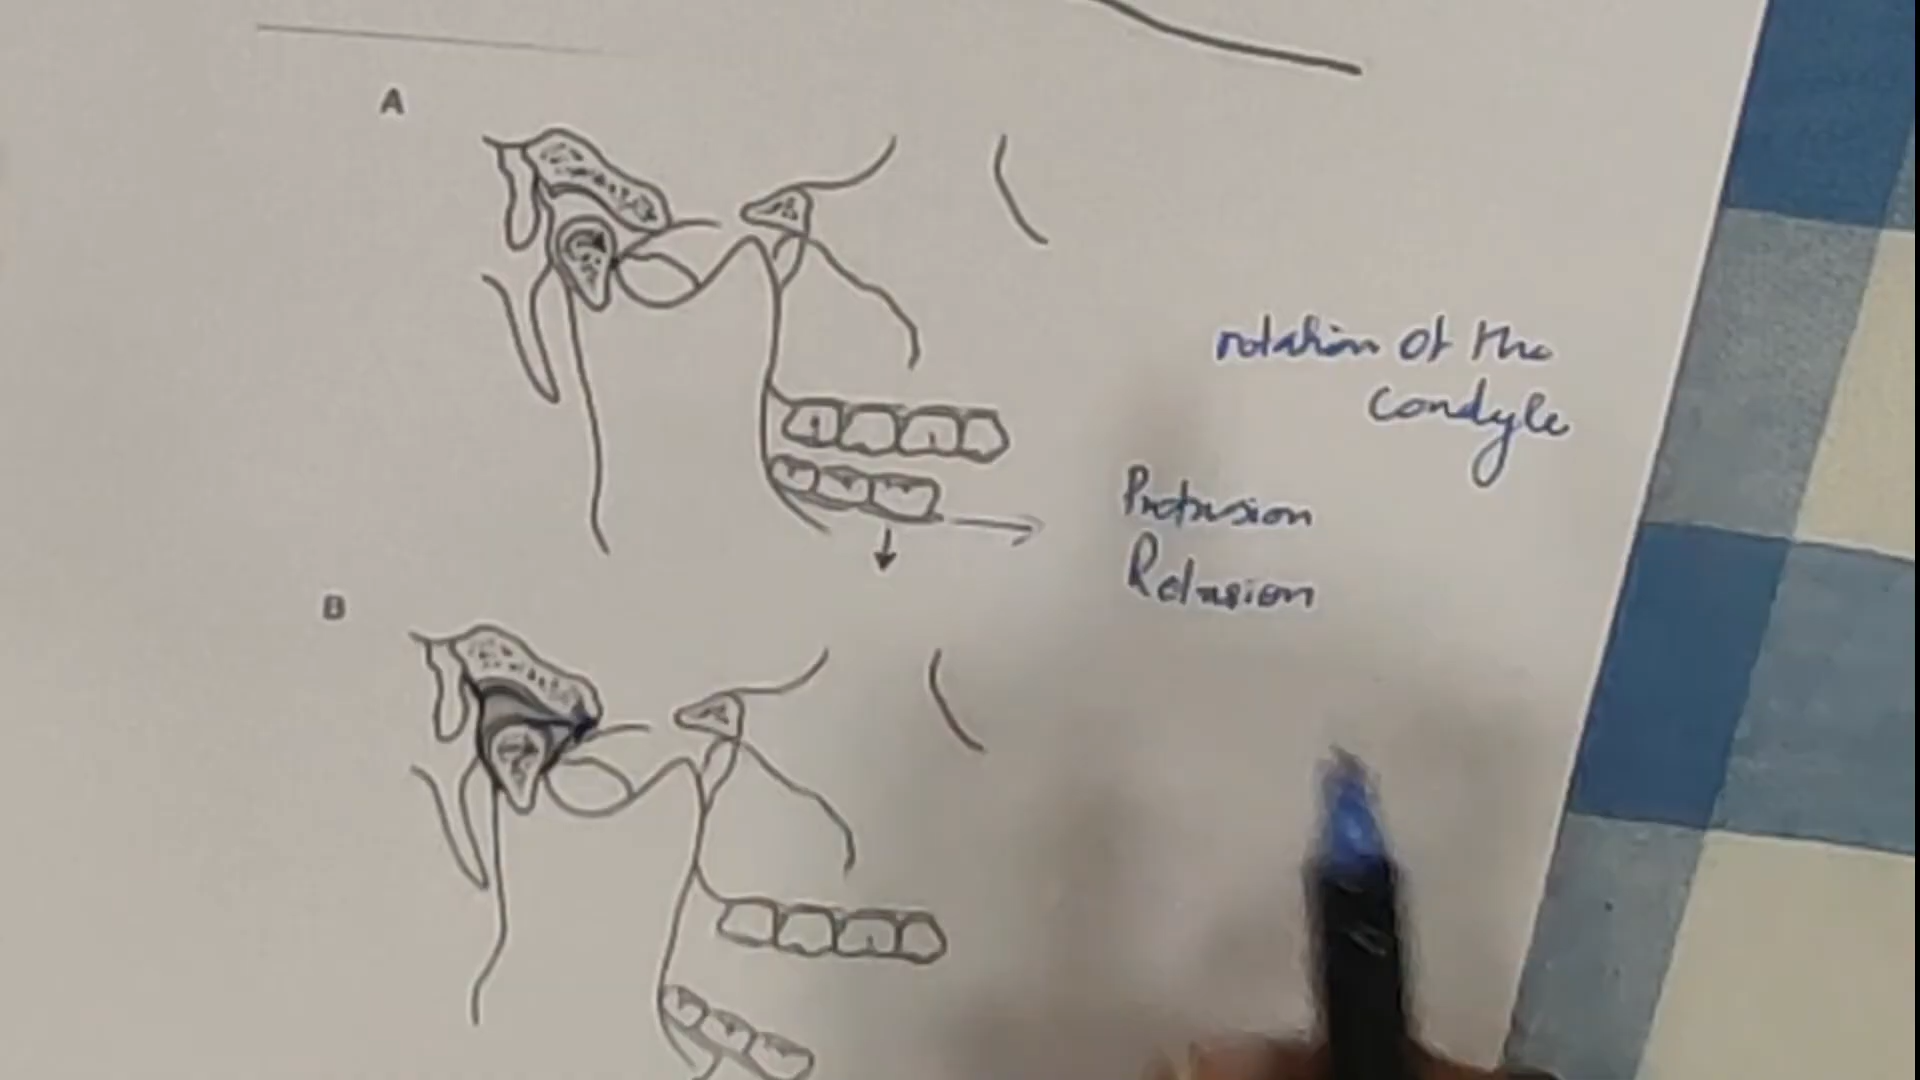 A
rotation of the
condyle
Protrusion
Retrusion
B